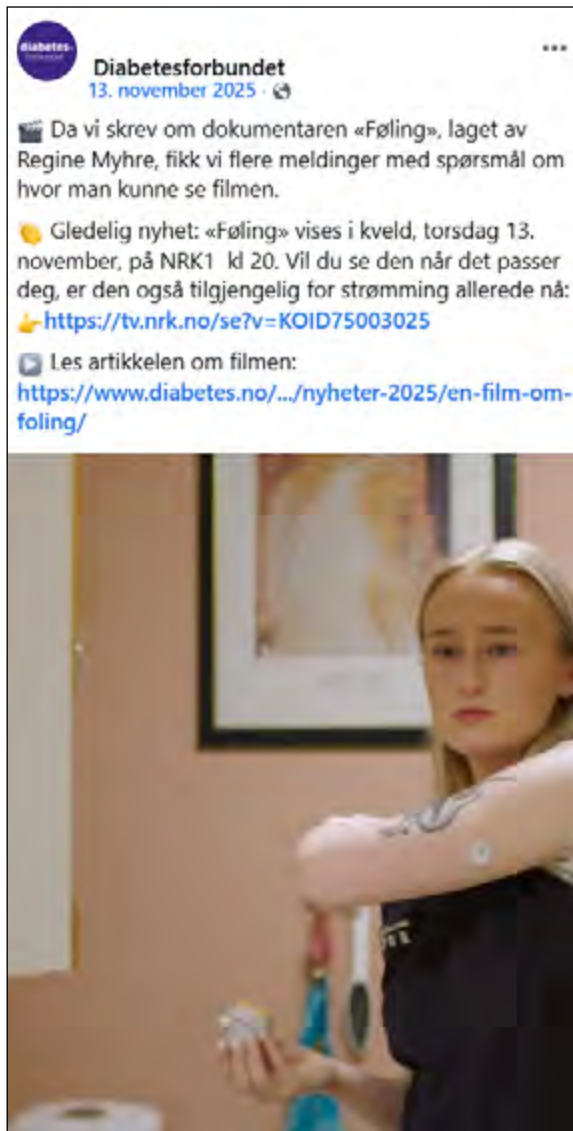 diabetes-
forbundet
Diabetesforbundet
13. november 2025 ·
Da vi skrev om dokumentaren «Føling», laget av
Regine Myhre, fikk vi flere meldinger med spørsmål om
hvor man kunne se filmen.
Gledelig nyhet: «Føling» vises i kveld, torsdag 13.
november, på NRK1 kl 20. Vil du se den når det passer
deg, er den også tilgjengelig for strømming allerede nå:
https://tv.nrk.no/se?v=KOID75003025
Les artikkelen om filmen:
https://www.diabetes.no/.../nyheter-2025/en-film-om-
foling/